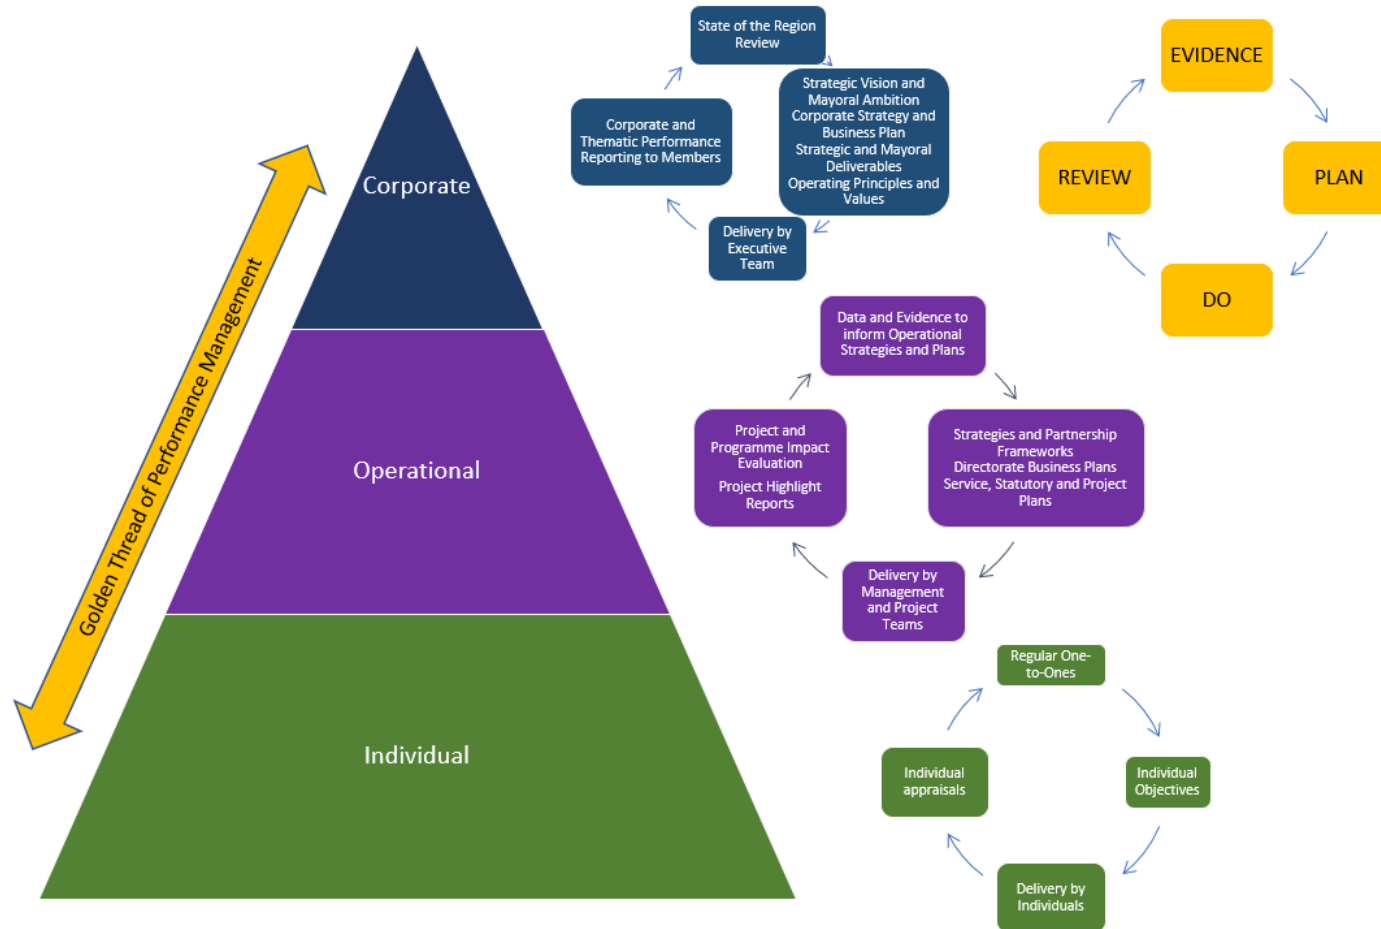 State of the Region
Review
Strategic Vision and
Mayoral Ambition
Corporate Strategy and
Business Plan
Strategic and Mayoral
Deliverables
Operating Principles and
Values
Delivery by
Executive
Team
Corporate and
Thematic Performance
Reporting to Members
EVIDENCE
PLAN
DO
REVIEW
Corporate
Operational
Individual
Golden Thread of Performance Management
Data and Evidence to
inform Operational
Strategies and Plans
Strategies and Partnership
Frameworks
Directorate Business Plans
Service, Statutory and Project
Plans
Delivery by
Management
and Project
Teams
Project and
Programme Impact
Evaluation
Project Highlight
Reports
Regular One-
to-Ones
Individual
Objectives
Delivery by
Individuals
Individual
appraisals